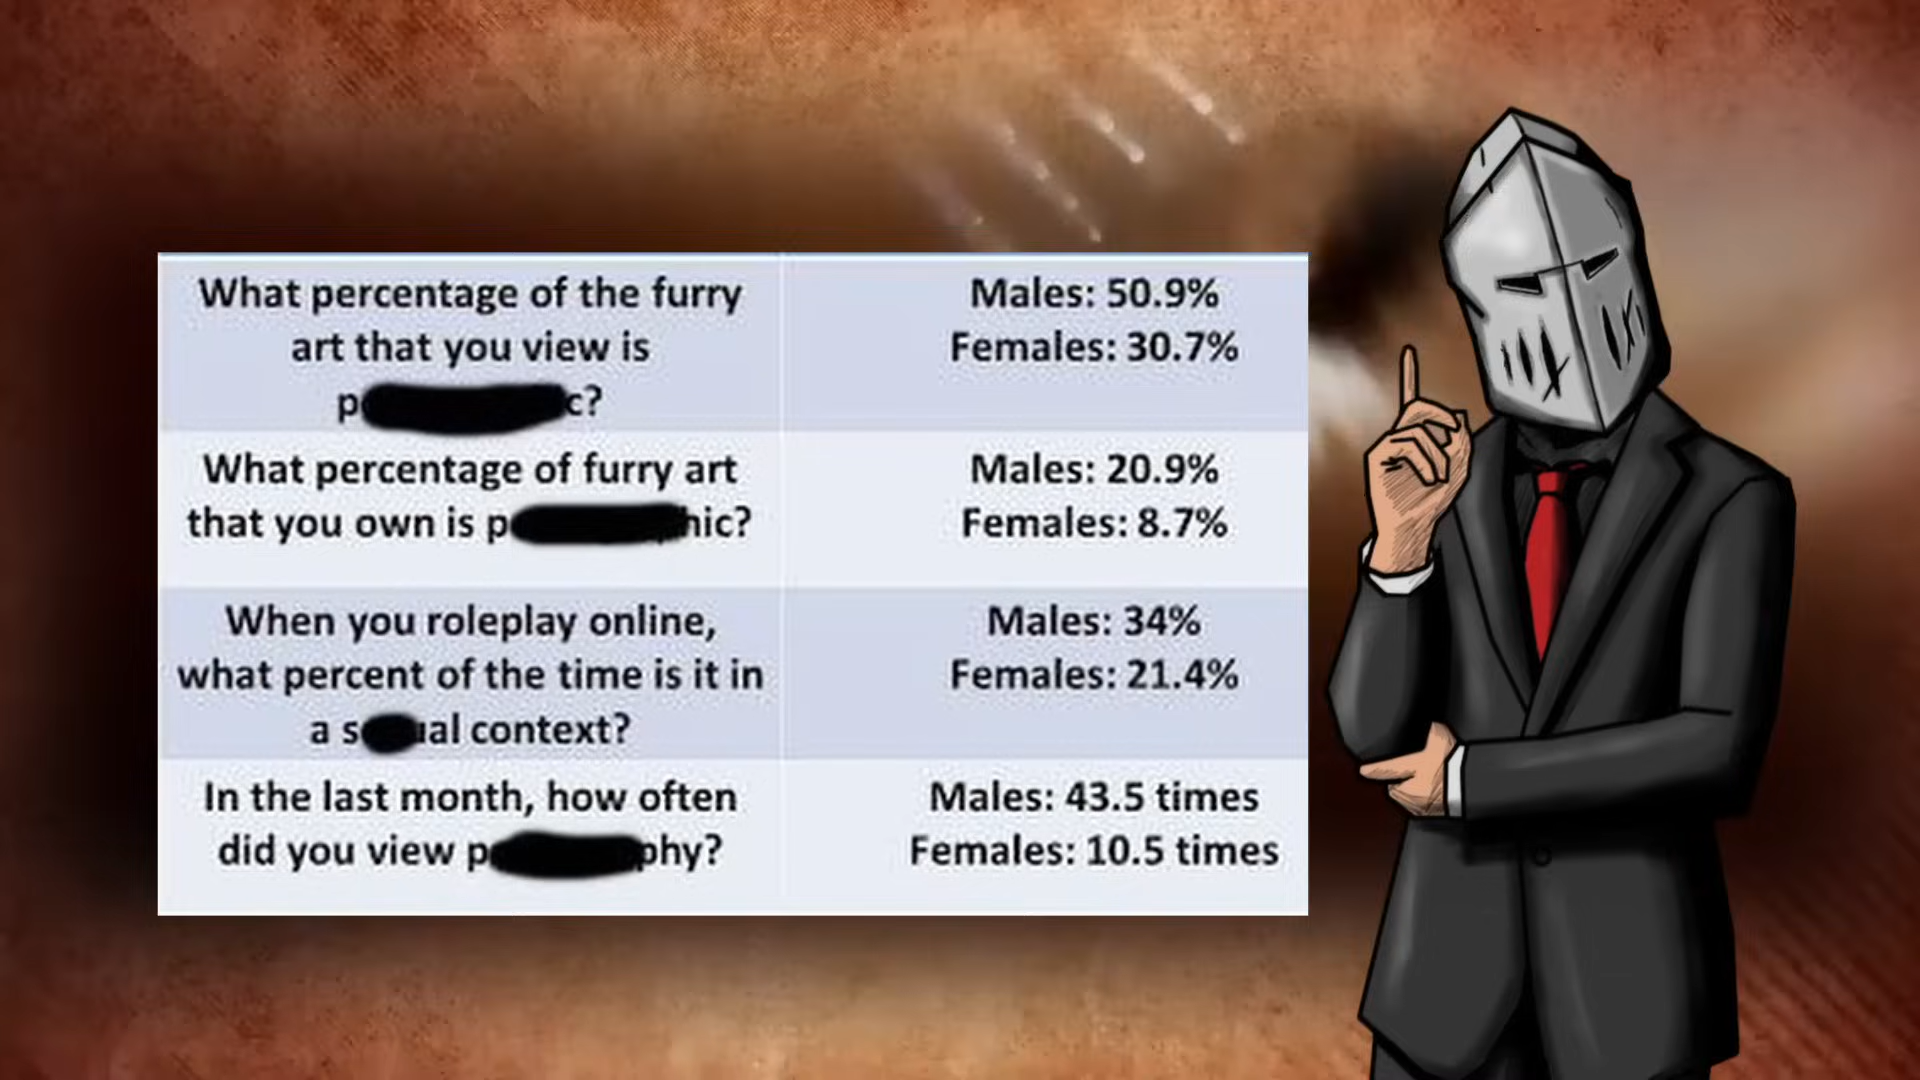 What percentage of the furry
art that you view is
p c?
Males: 50.9%
Females: 30.7%
What percentage of furry art
that you own is p hic?
Males: 20.9%
Females: 8.7%
When you roleplay online,
what percent of the time is it in
a s ual context?
Males: 34%
Females: 21.4%
In the last month, how often
did you view p phy?
Males: 43.5 times
Females: 10.5 times